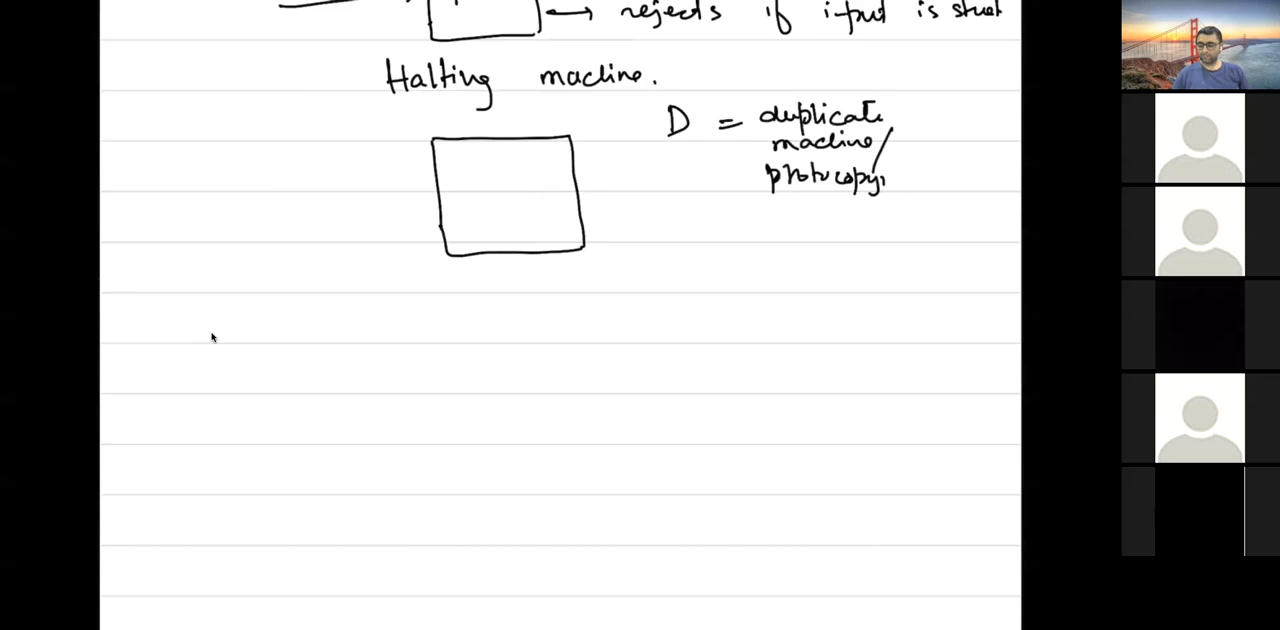 rejects if input is stuck
Halting machine.
D = duplicate
machine/
photocopy